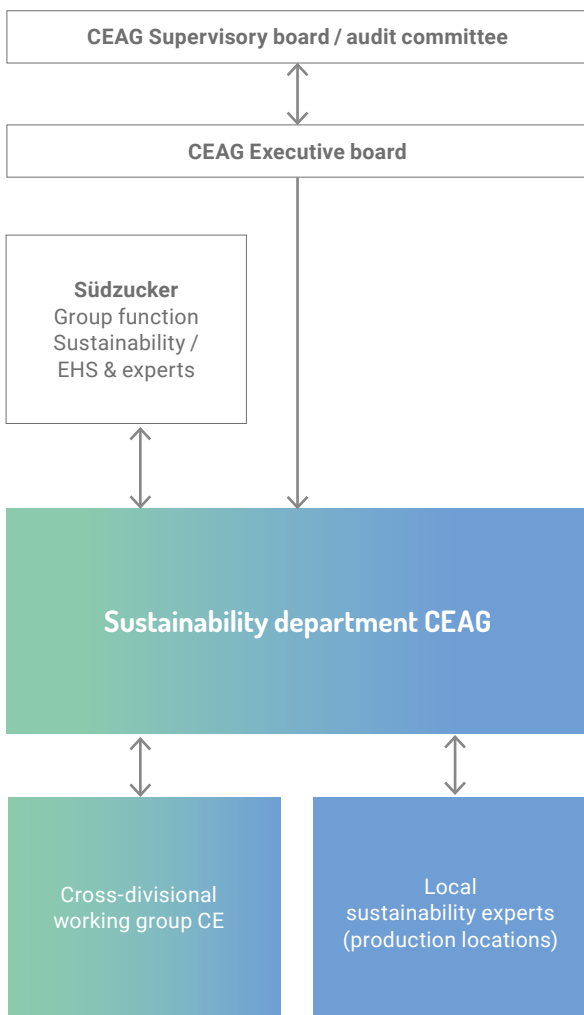 CEAG Supervisory board / audit committee
CEAG Executive board
Südzucker
Group function
Sustainability /
EHS & experts
Sustainability department CEAG
Cross-divisional
working group CE
Local
sustainability experts
(production locations)